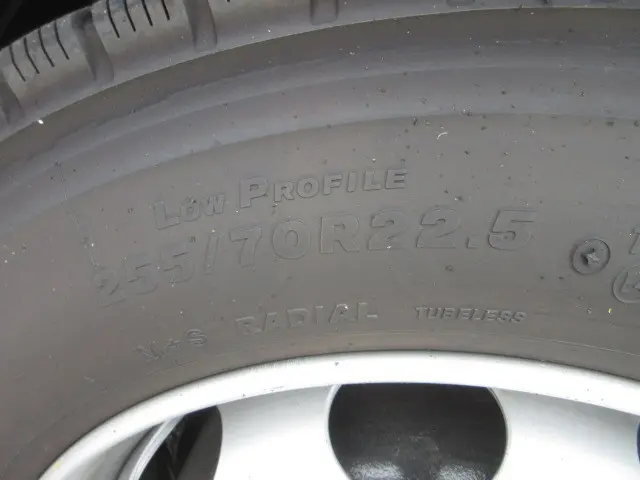 LOW PROFILE
255/70R22.5
M+S RADIAL TUBELESS